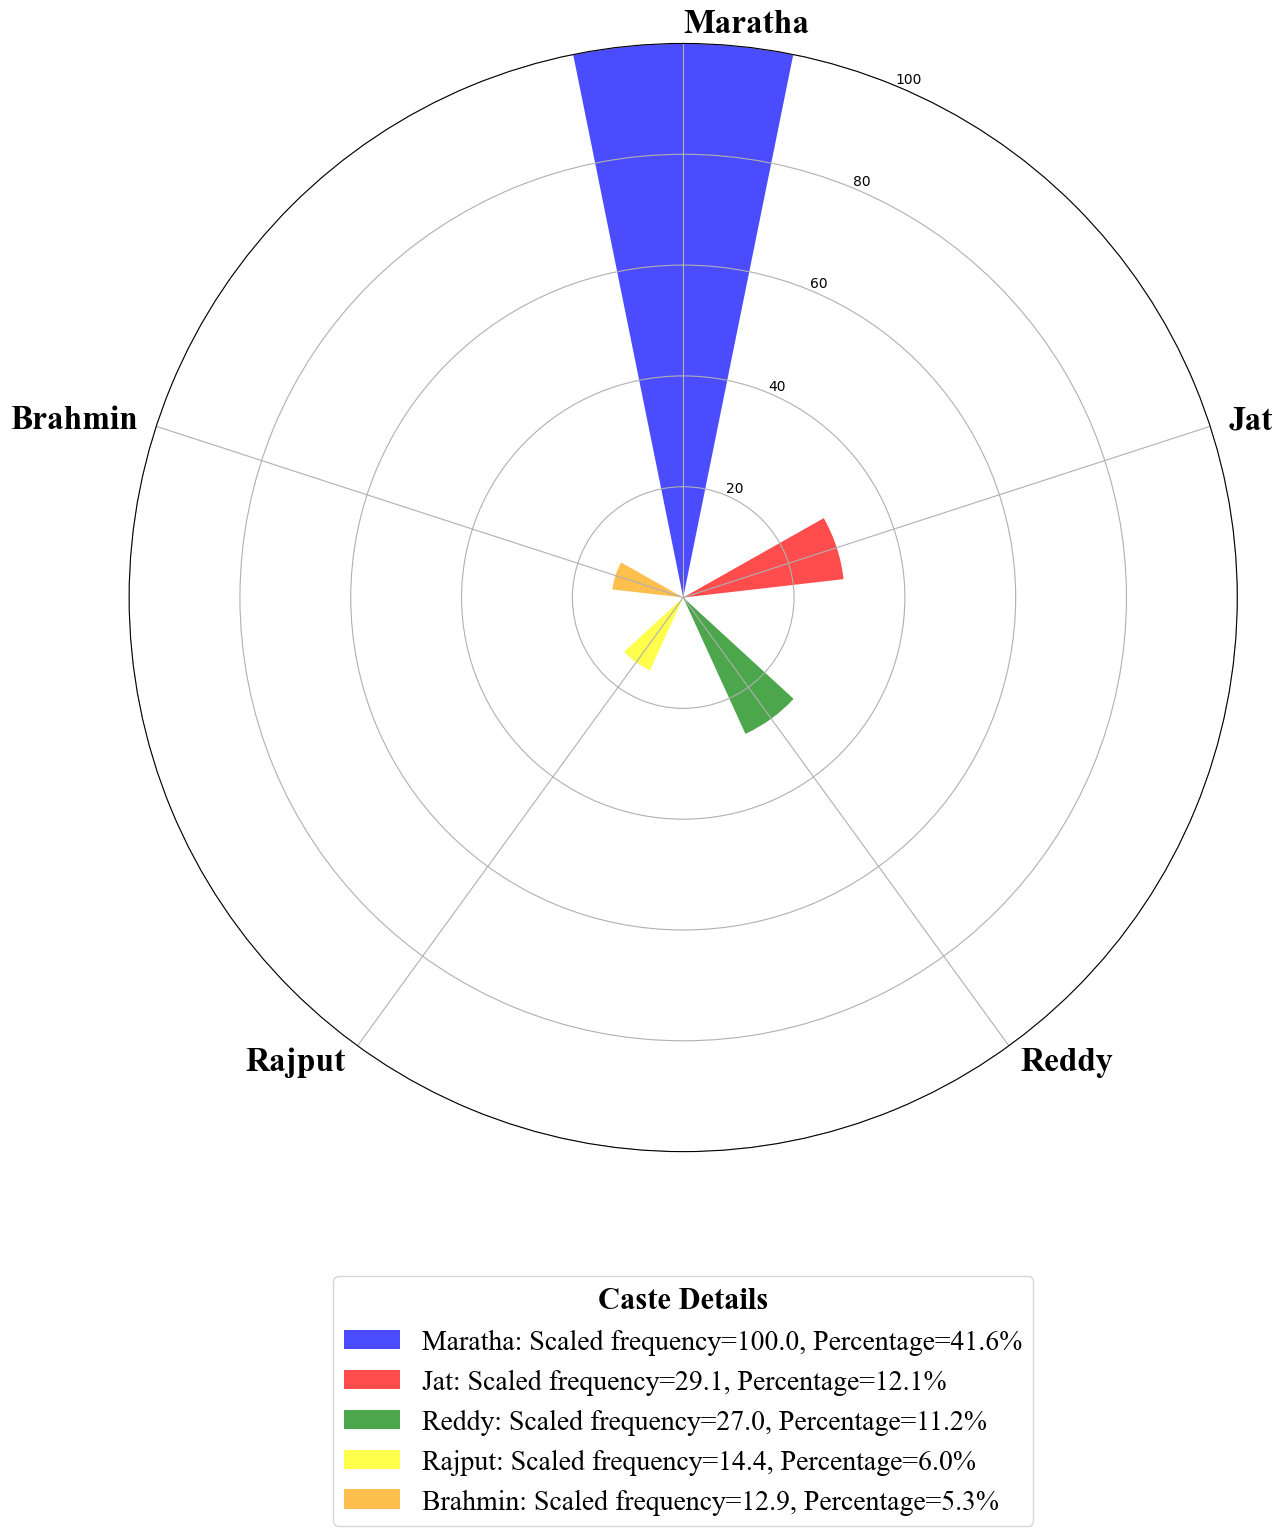 Maratha
100
80
60
Brahmin
Jat
40
20
Rajput
Reddy
Caste Details
Maratha: Scaled frequency=100.0, Percentage=41.6%
Jat: Scaled frequency=29.1, Percentage=12.1%
Reddy: Scaled frequency=27.0, Percentage=11.2%
Rajput: Scaled frequency=14.4, Percentage=6.0%
Brahmin: Scaled frequency=12.9, Percentage=5.3%